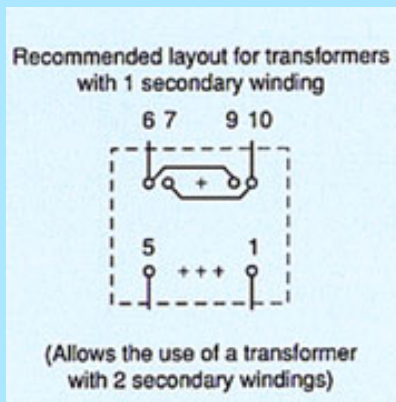 Recommended layout for transformers
with 1 secondary winding
6 7 9 10
+
5 1
+ + +
(Allows the use of a transformer
with 2 secondary windings)